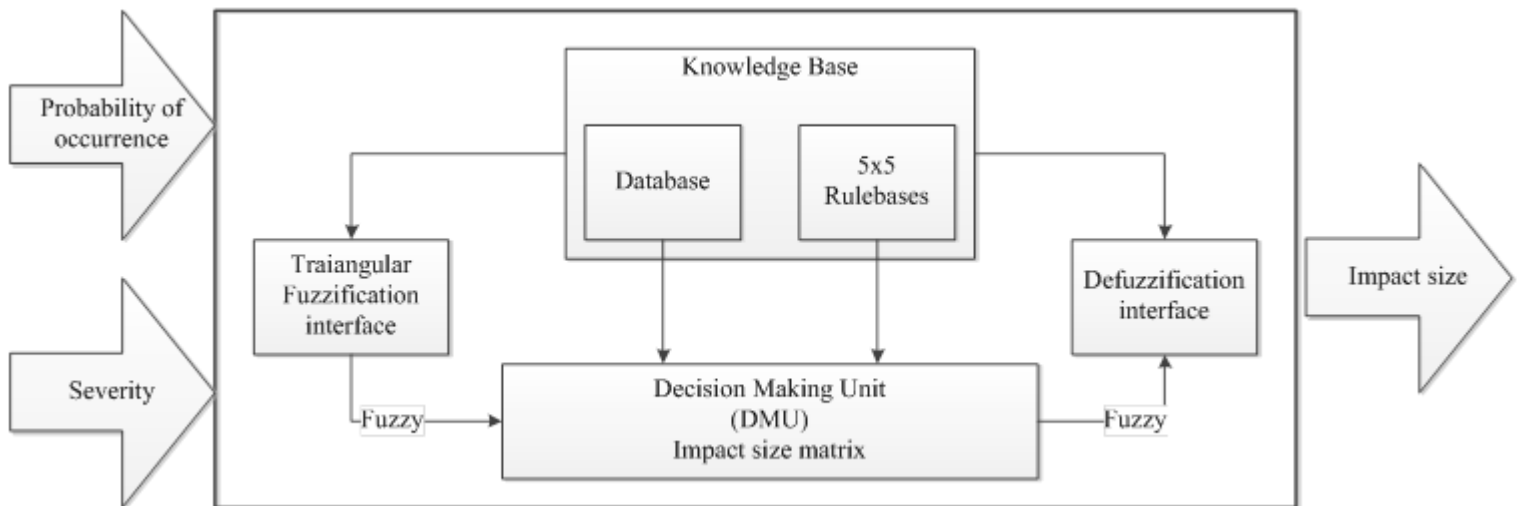 Probability of
occurrence
Severity
Knowledge Base
Database
5x5
Rulebases
Traiangular
Fuzzification
interface
Fuzzy
Decision Making Unit
(DMU)
Impact size matrix
Fuzzy
Defuzzification
interface
Impact size